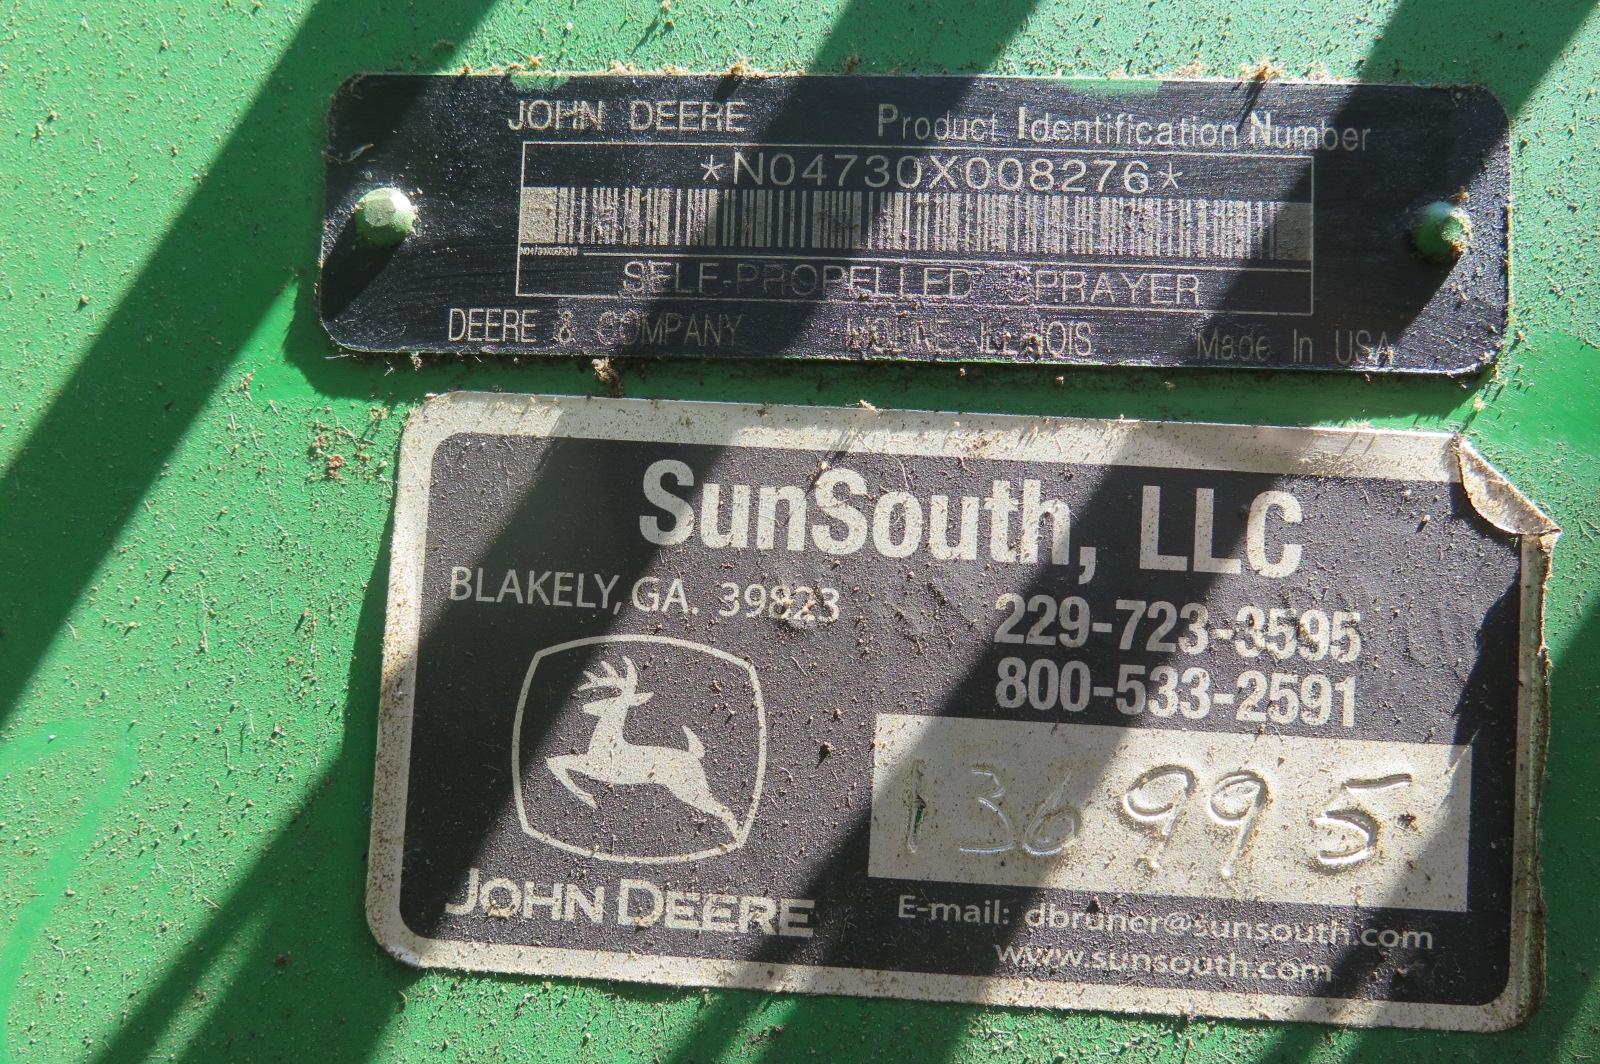 JOHN DEERE Product Identification Number
*N04730X008276*
N04730X008276
SELF-PROPELLED SPRAYER
DEERE & COMPANY MOLINE, ILLINOIS Made In USA
SunSouth, LLC
BLAKELY, GA. 39823
229-723-3595
800-533-2591
136995
JOHN DEERE
E-mail: dbruner@sunsouth.com
www.sunsouth.com